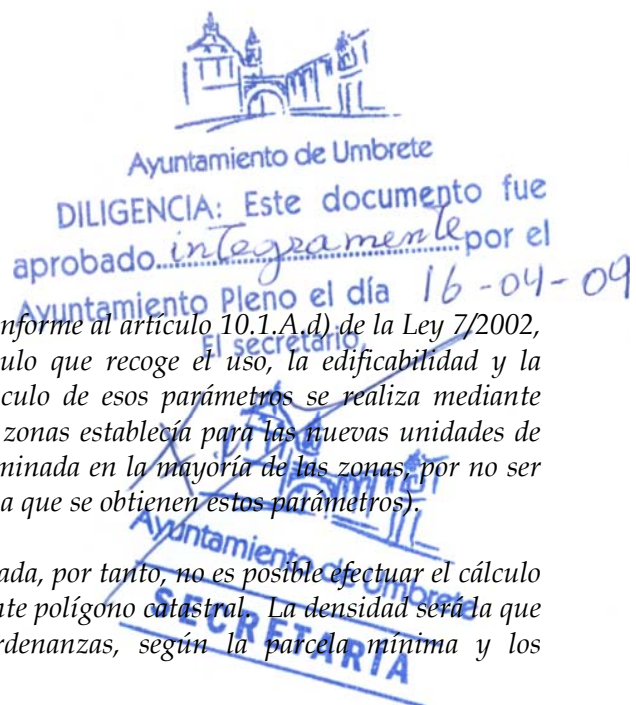 Ayuntamiento de Umbrete
DILIGENCIA: Este documento fue
aprobado integramente por el
Ayuntamiento Pleno el día 16-04-09
El secretario,
nforme al artículo 10.1.A.d) de la Ley 7/2002,
ulo que recoge el uso, la edificabilidad y la
culo de esos parámetros se realiza mediante
zonas establecía para las nuevas unidades de
minada en la mayoría de las zonas, por no ser
a que se obtienen estos parámetros).
Ayuntamiento de Umbrete
SECRETARIA
ada, por tanto, no es posible efectuar el cálculo
nte polígono catastral. La densidad será la que
rdenanzas, según la parcela mínima y los